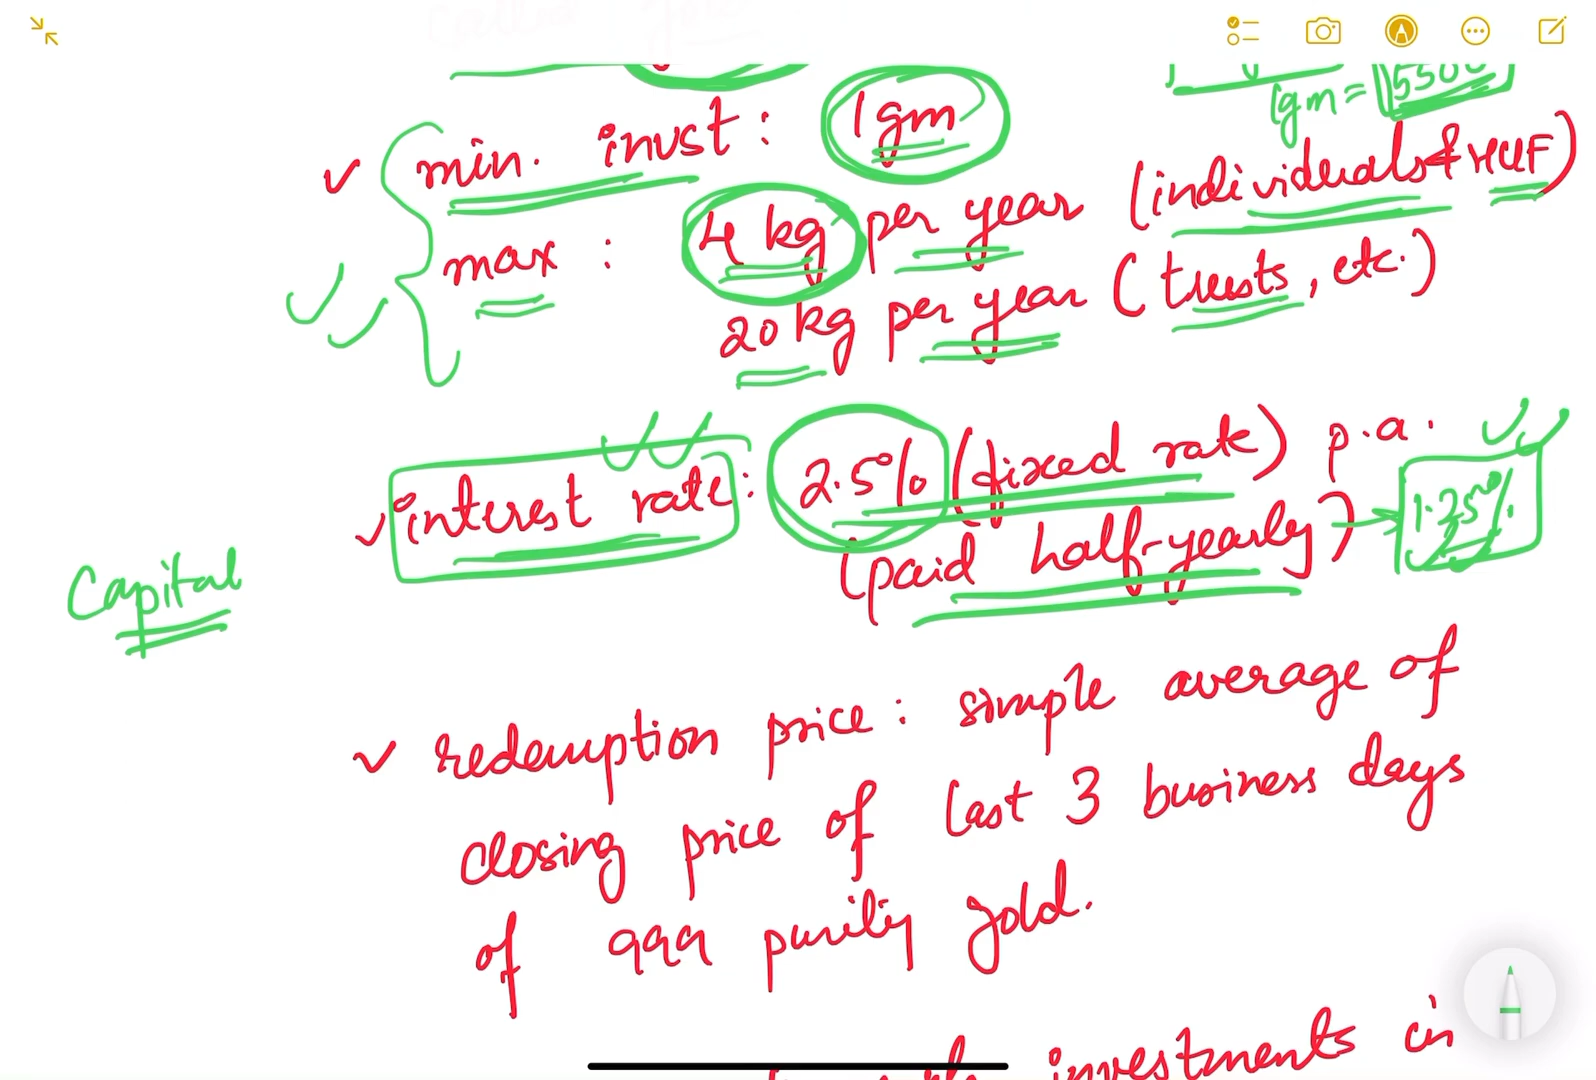 1gm = 5500
min. invst : 1 gm
max : 4 kg per year (individuals & HUF)
20 kg per year (trusts, etc.)
interest rate : 2.5% (fixed rate) p.a.
(paid half-yearly) → 1.25%
Capital
redemption price : simple average of
closing price of last 3 business days
of 999 purity gold.
investments in